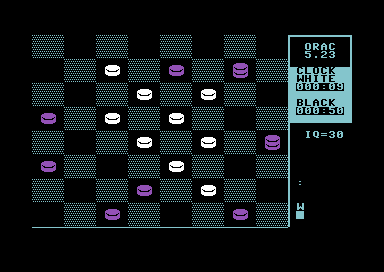 ORAC
5.23
CLOCK
WHITE
000:09
BLACK
000:50
IQ=30
:
W